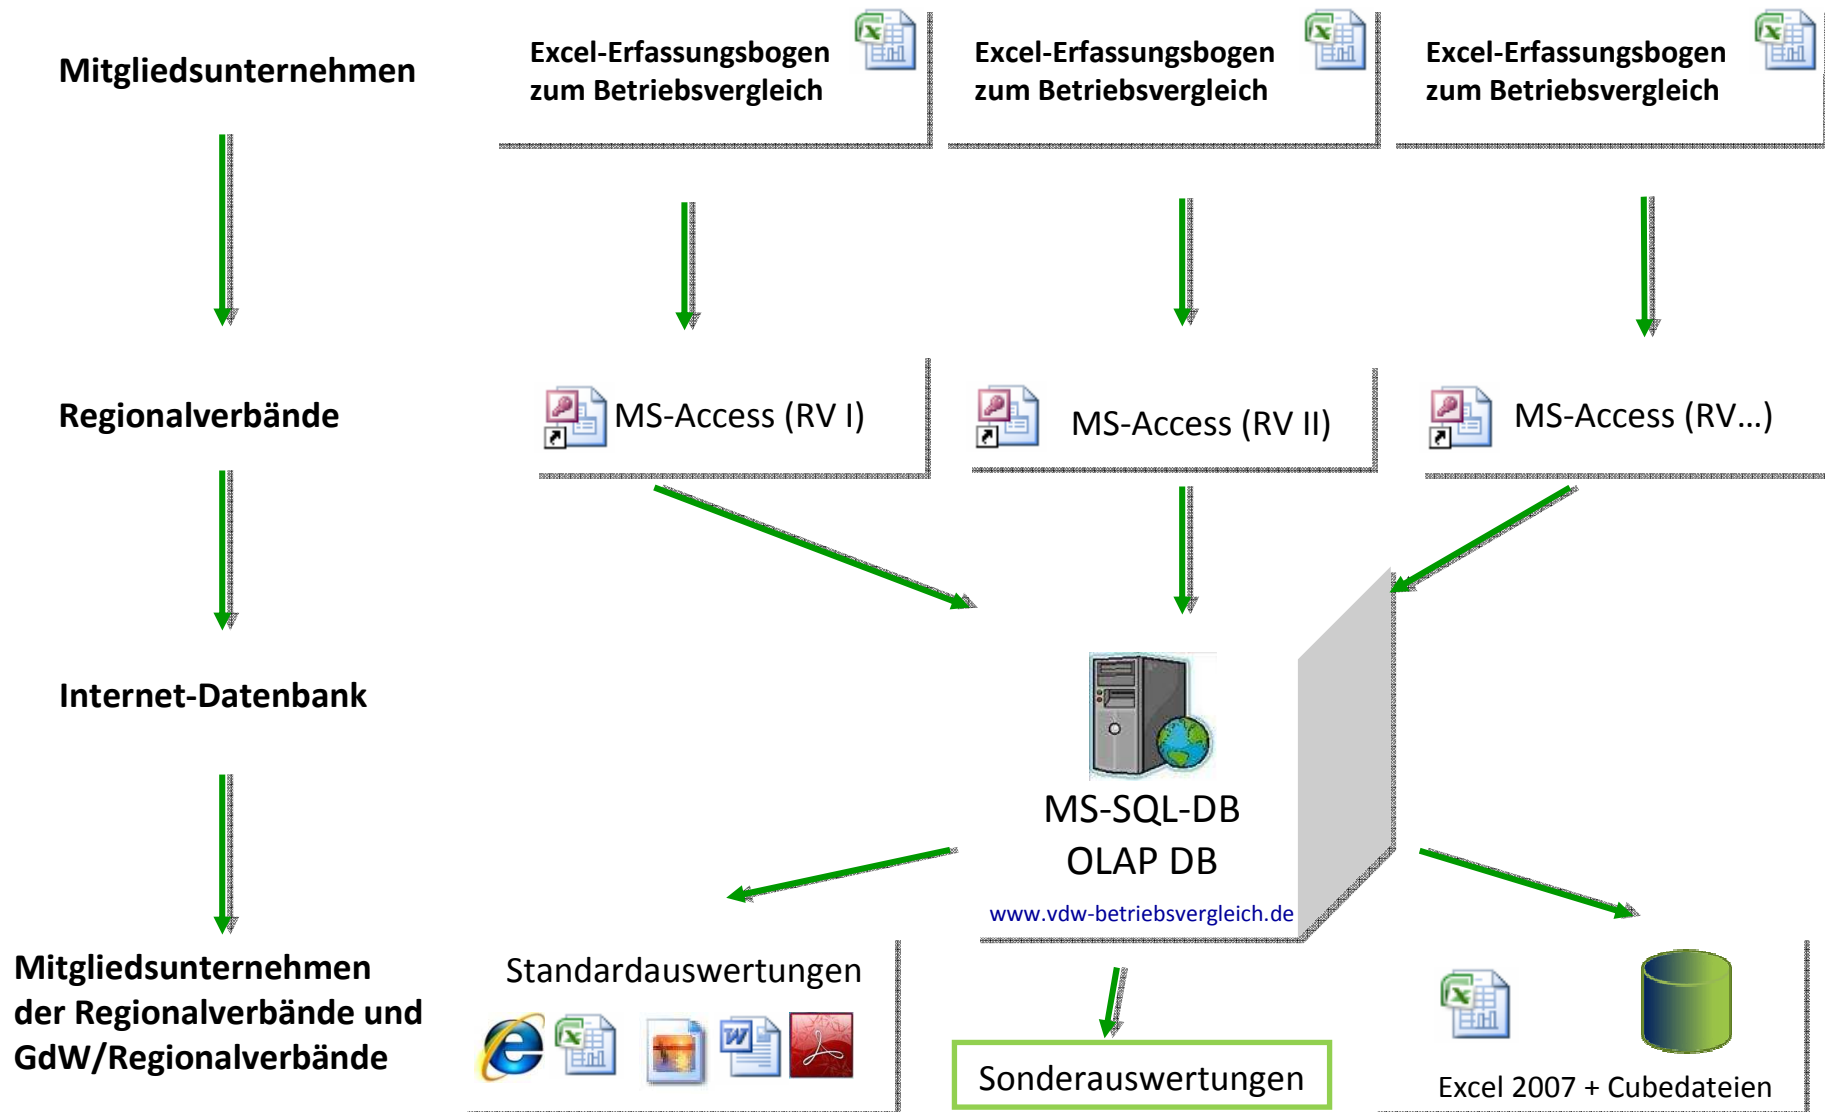 Mitgliedsunternehmen
Excel-Erfassungsbogen
zum Betriebsvergleich
Excel-Erfassungsbogen
zum Betriebsvergleich
Excel-Erfassungsbogen
zum Betriebsvergleich
Regionalverbände
MS-Access (RV I)
MS-Access (RV II)
MS-Access (RV...)
Internet-Datenbank
MS-SQL-DB
OLAP DB
www.vdw-betriebsvergleich.de
Mitgliedsunternehmen
der Regionalverbände und
GdW/Regionalverbände
Standardauswertungen
Sonderauswertungen
Excel 2007 + Cubedateien